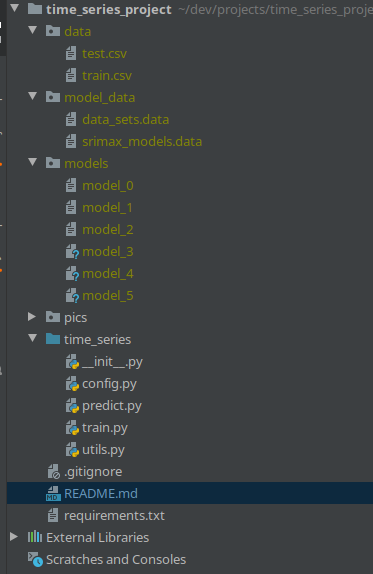 time_series_project ~/dev/projects/time_series_proje
data
test.csv
train.csv
model_data
data_sets.data
srimax_models.data
models
model_0
model_1
model_2
model_3
model_4
model_5
pics
time_series
__init__.py
config.py
predict.py
train.py
utils.py
.gitignore
README.md
requirements.txt
External Libraries
Scratches and Consoles